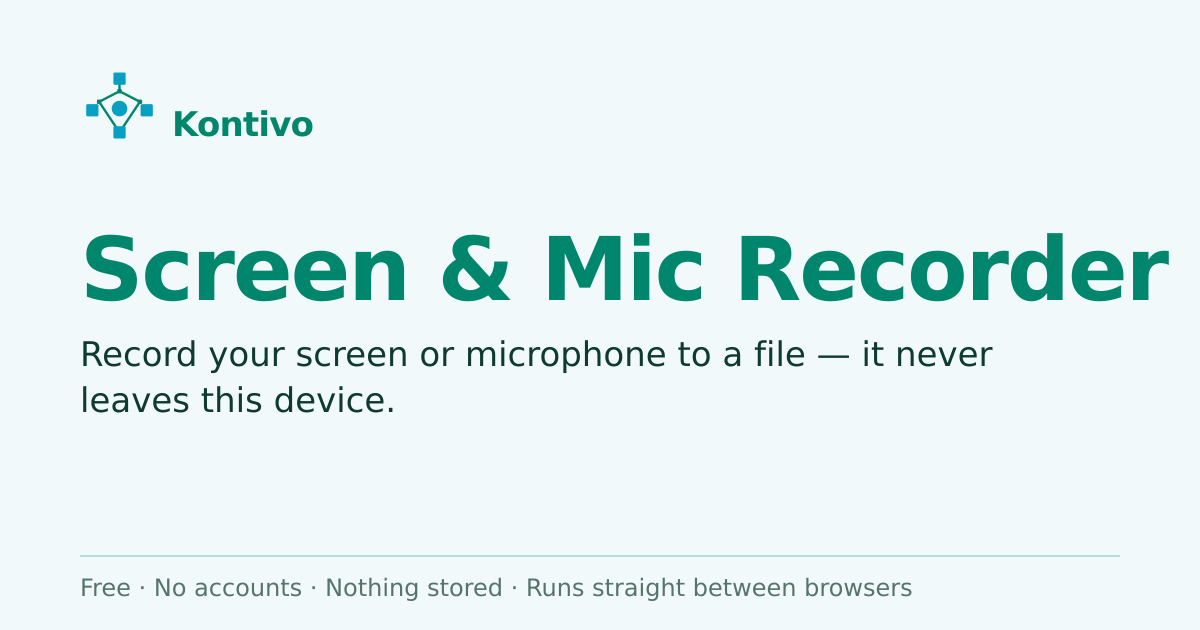 Kontivo
Screen & Mic Recorder
Record your screen or microphone to a file — it never
leaves this device.
Free · No accounts · Nothing stored · Runs straight between browsers